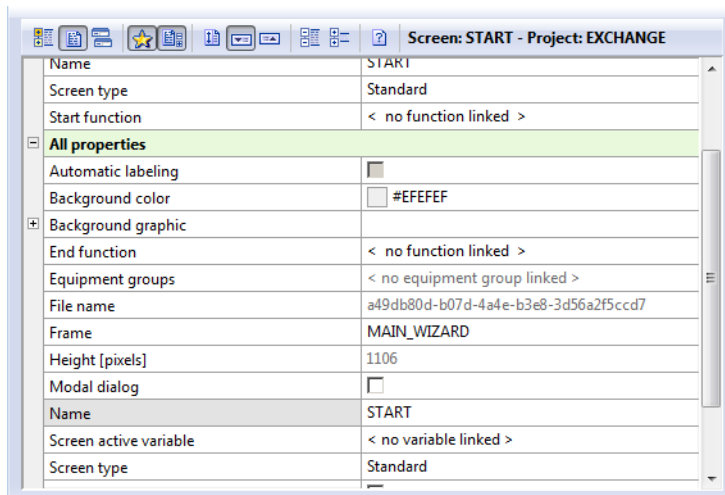 Screen: START - Project: EXCHANGE
Name START
Screen type Standard
Start function < no function linked >
All properties
Automatic labeling
Background color #EFEFEF
Background graphic
End function < no function linked >
Equipment groups < no equipment group linked >
File name a49db80d-b07d-4a4e-b3e8-3d56a2f5ccd7
Frame MAIN_WIZARD
Height [pixels] 1106
Modal dialog
Name START
Screen active variable < no variable linked >
Screen type Standard